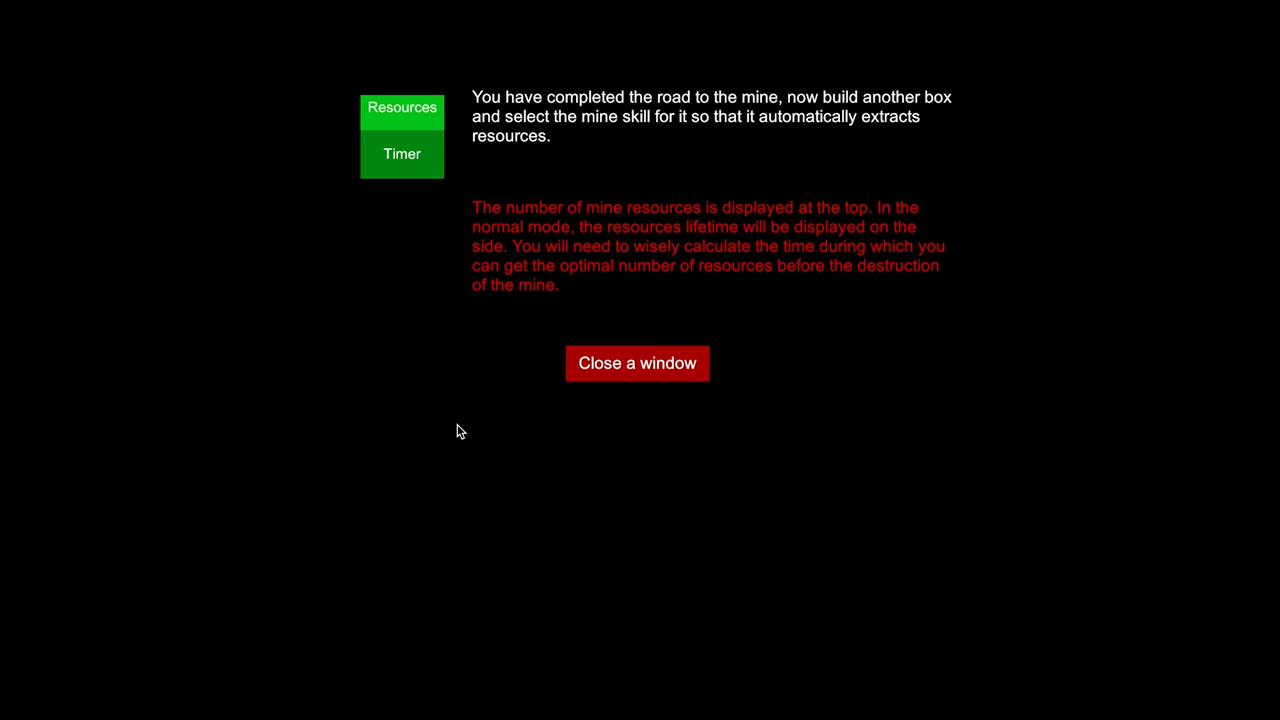 Resources
Timer
You have completed the road to the mine, now build another box
and select the mine skill for it so that it automatically extracts
resources.
The number of mine resources is displayed at the top. In the
normal mode, the resources lifetime will be displayed on the
side. You will need to wisely calculate the time during which you
can get the optimal number of resources before the destruction
of the mine.
Close a window